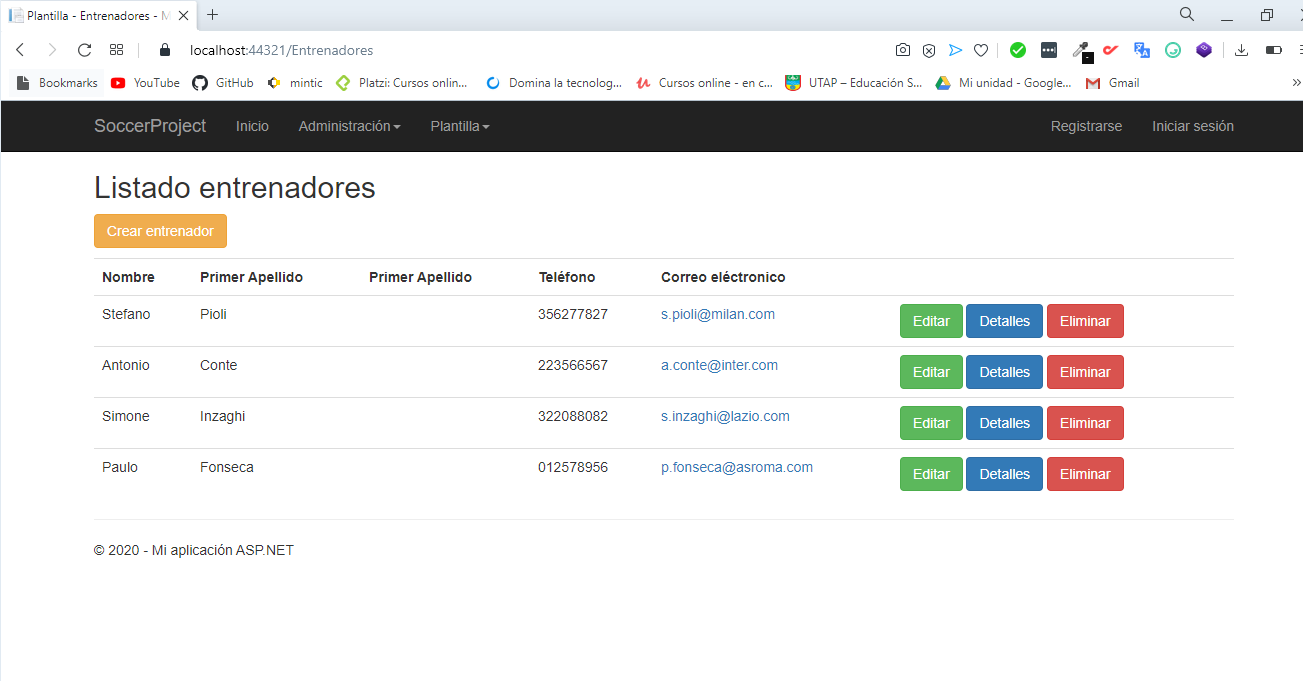 Plantilla - Entrenadores - M
localhost:44321/Entrenadores
Bookmarks YouTube GitHub mintic Platzi: Cursos onlin... Domina la tecnolog... Cursos online - en c... UTAP – Educación S... Mi unidad - Google... Gmail »
SoccerProject Inicio Administración Plantilla Registrarse Iniciar sesión
Listado entrenadores
Crear entrenador
Nombre Primer Apellido Primer Apellido Teléfono Correo eléctronico
Stefano Pioli 356277827 s.pioli@milan.com Editar Detalles Eliminar
Antonio Conte 223566567 a.conte@inter.com Editar Detalles Eliminar
Simone Inzaghi 322088082 s.inzaghi@lazio.com Editar Detalles Eliminar
Paulo Fonseca 012578956 p.fonseca@asroma.com Editar Detalles Eliminar
© 2020 - Mi aplicación ASP.NET